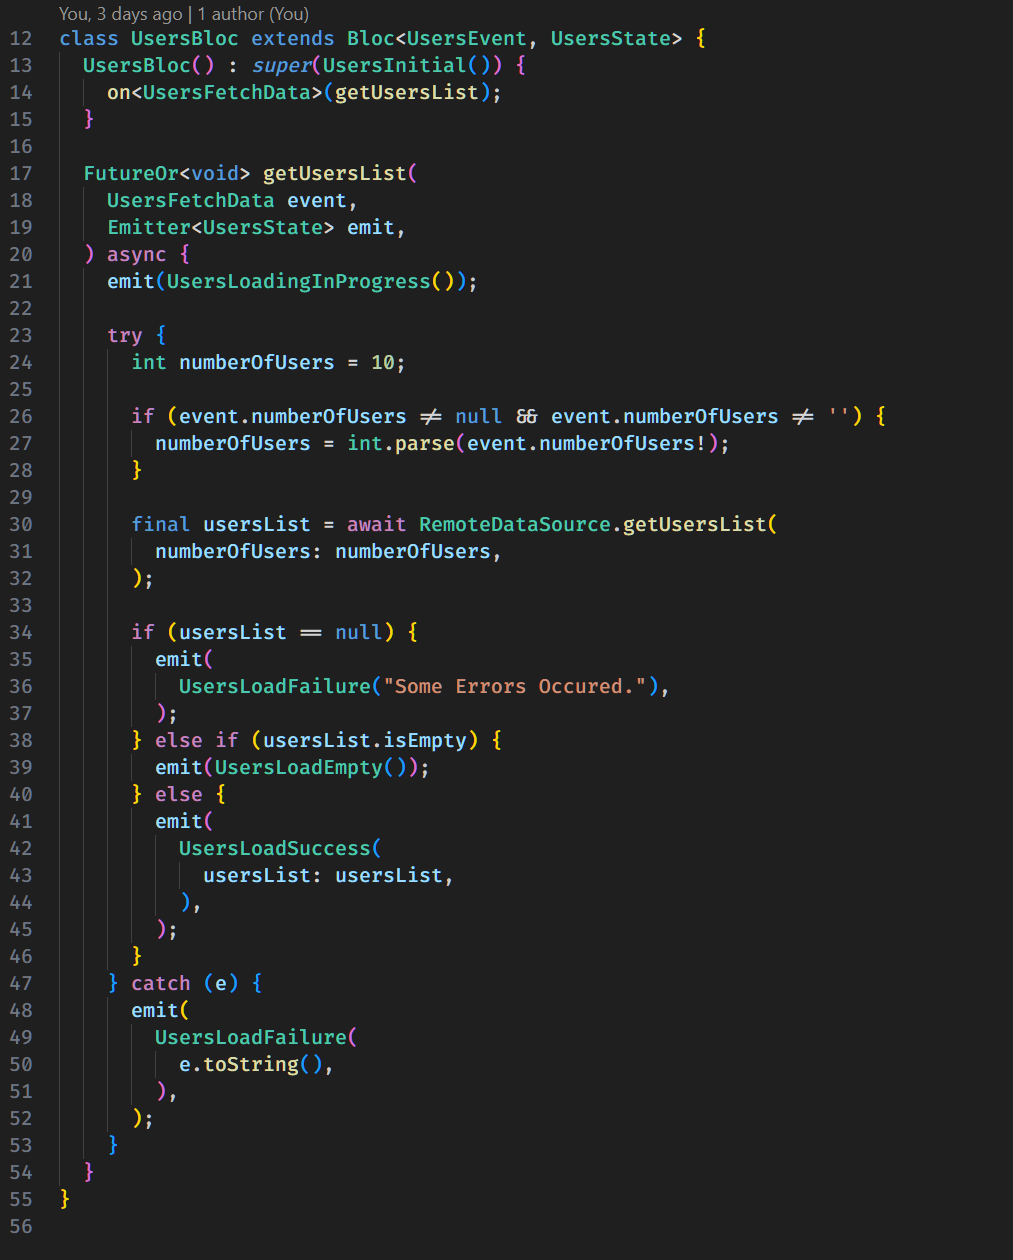 You, 3 days ago | 1 author (You)
12 class UsersBloc extends Bloc<UsersEvent, UsersState> {
13   UsersBloc() : super(UsersInitial()) {
14     on<UsersFetchData>(getUsersList);
15   }
16
17   FutureOr<void> getUsersList(
18     UsersFetchData event,
19     Emitter<UsersState> emit,
20   ) async {
21     emit(UsersLoadingInProgress());
22
23     try {
24       int numberOfUsers = 10;
25
26       if (event.numberOfUsers != null && event.numberOfUsers != '') {
27         numberOfUsers = int.parse(event.numberOfUsers!);
28       }
29
30       final usersList = await RemoteDataSource.getUsersList(
31         numberOfUsers: numberOfUsers,
32       );
33
34       if (usersList == null) {
35         emit(
36           UsersLoadFailure("Some Errors Occured."),
37         );
38       } else if (usersList.isEmpty) {
39         emit(UsersLoadEmpty());
40       } else {
41         emit(
42           UsersLoadSuccess(
43             usersList: usersList,
44           ),
45         );
46       }
47     } catch (e) {
48       emit(
49         UsersLoadFailure(
50           e.toString(),
51         ),
52       );
53     }
54   }
55 }
56